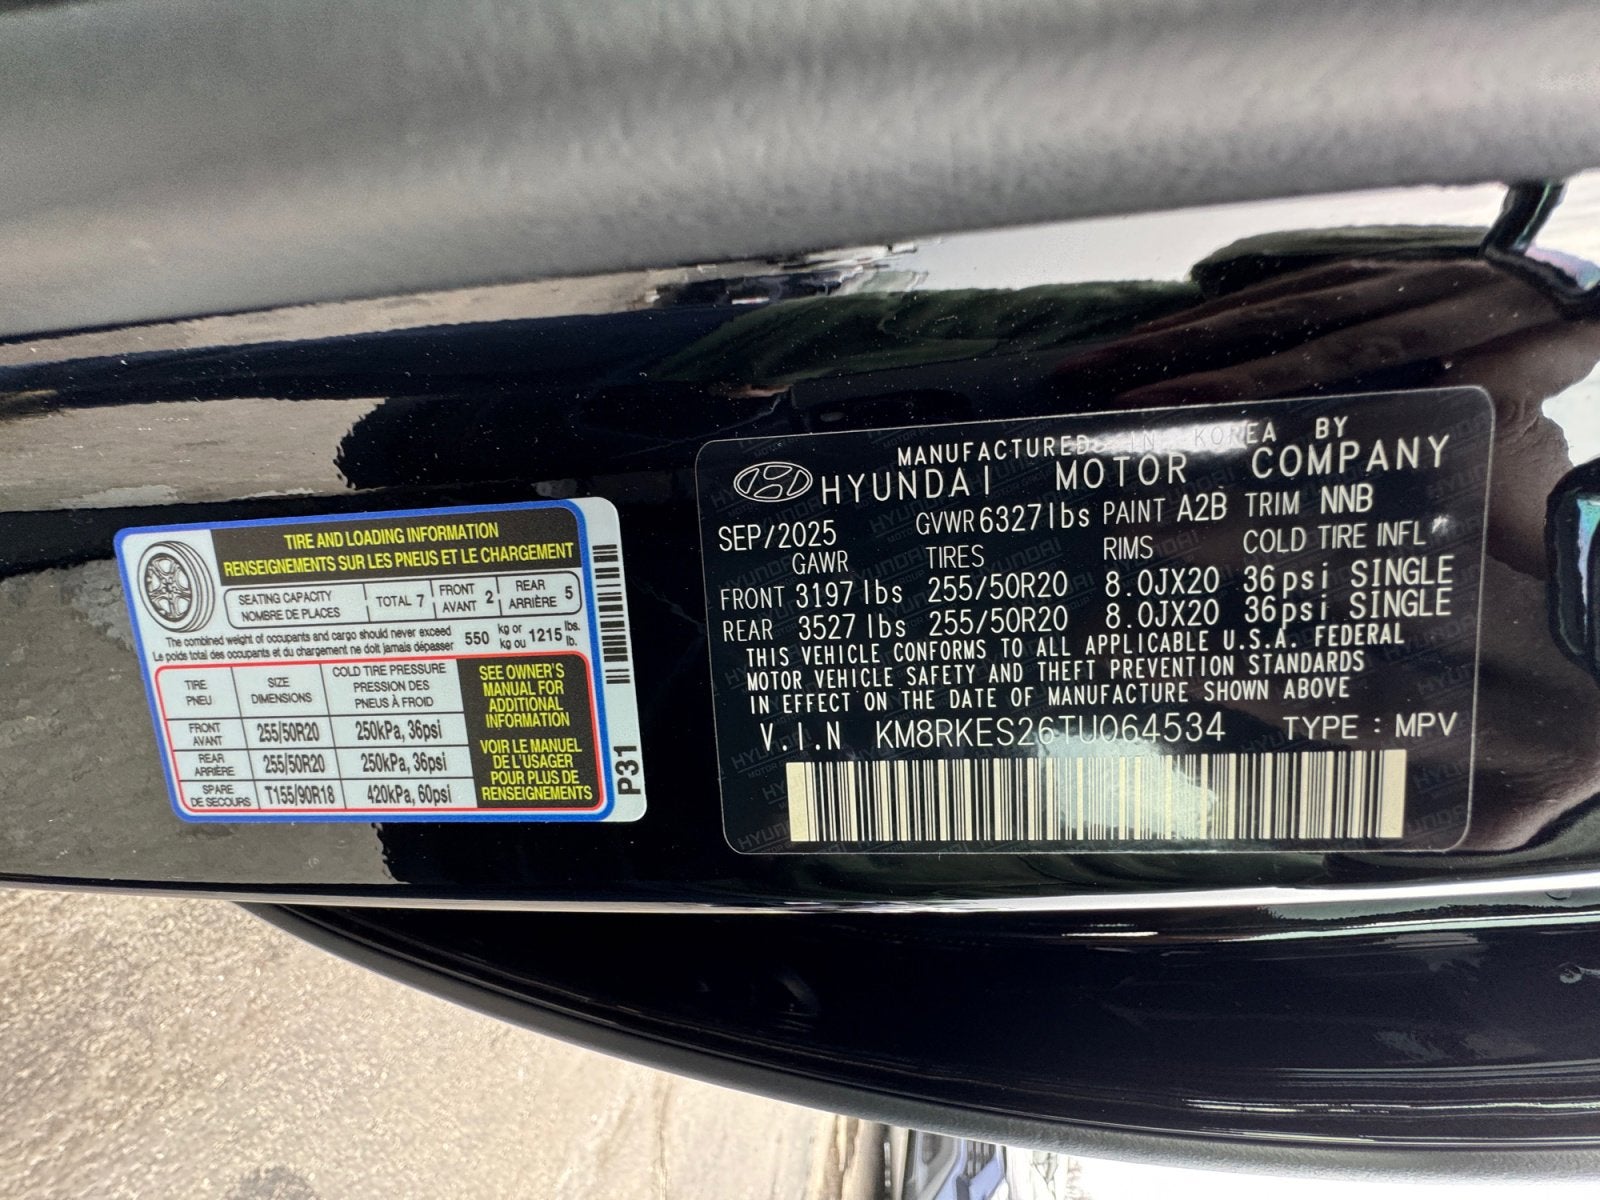 TIRE AND LOADING INFORMATION
RENSEIGNEMENTS SUR LES PNEUS ET LE CHARGEMENT
SEATING CAPACITY
NOMBRE DE PLACES
TOTAL 7
FRONT
AVANT 2
REAR
ARRIÈRE 5
The combined weight of occupants and cargo should never exceed
Le poids total des occupants et du chargement ne doit jamais dépasser
550 kg or
kg ou 1215 lbs.
lb.
TIRE
PNEU
SIZE
DIMENSIONS
COLD TIRE PRESSURE
PRESSION DES
PNEUS À FROID
FRONT
AVANT
255/50R20
250kPa, 36psi
REAR
ARRIÈRE
255/50R20
250kPa, 36psi
SPARE
DE SECOURS
T155/90R18
420kPa, 60psi
SEE OWNER'S
MANUAL FOR
ADDITIONAL
INFORMATION
VOIR LE MANUEL
DE L'USAGER
POUR PLUS DE
RENSEIGNEMENTS
P31
MANUFACTURED IN KOREA BY
HYUNDAI MOTOR COMPANY
SEP/2025 GVWR 6327lbs PAINT A2B TRIM NNB
GAWR TIRES RIMS COLD TIRE INFL'
FRONT 3197lbs 255/50R20 8.0JX20 36psi SINGLE
REAR 3527lbs 255/50R20 8.0JX20 36psi SINGLE
THIS VEHICLE CONFORMS TO ALL APPLICABLE U.S.A. FEDERAL
MOTOR VEHICLE SAFETY AND THEFT PREVENTION STANDARDS
IN EFFECT ON THE DATE OF MANUFACTURE SHOWN ABOVE
V.I.N KM8RKES26TU064534 TYPE : MPV